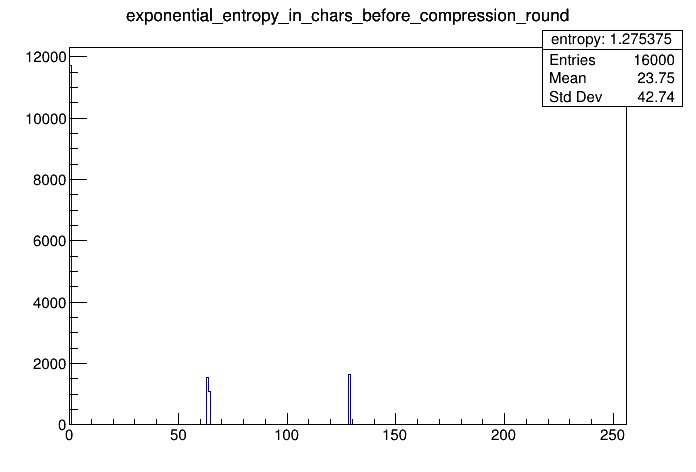 exponential_entropy_in_chars_before_compression_round
entropy: 1.275375
Entries 16000
Mean 23.75
Std Dev 42.74
12000
10000
8000
6000
4000
2000
0
0 50 100 150 200 250